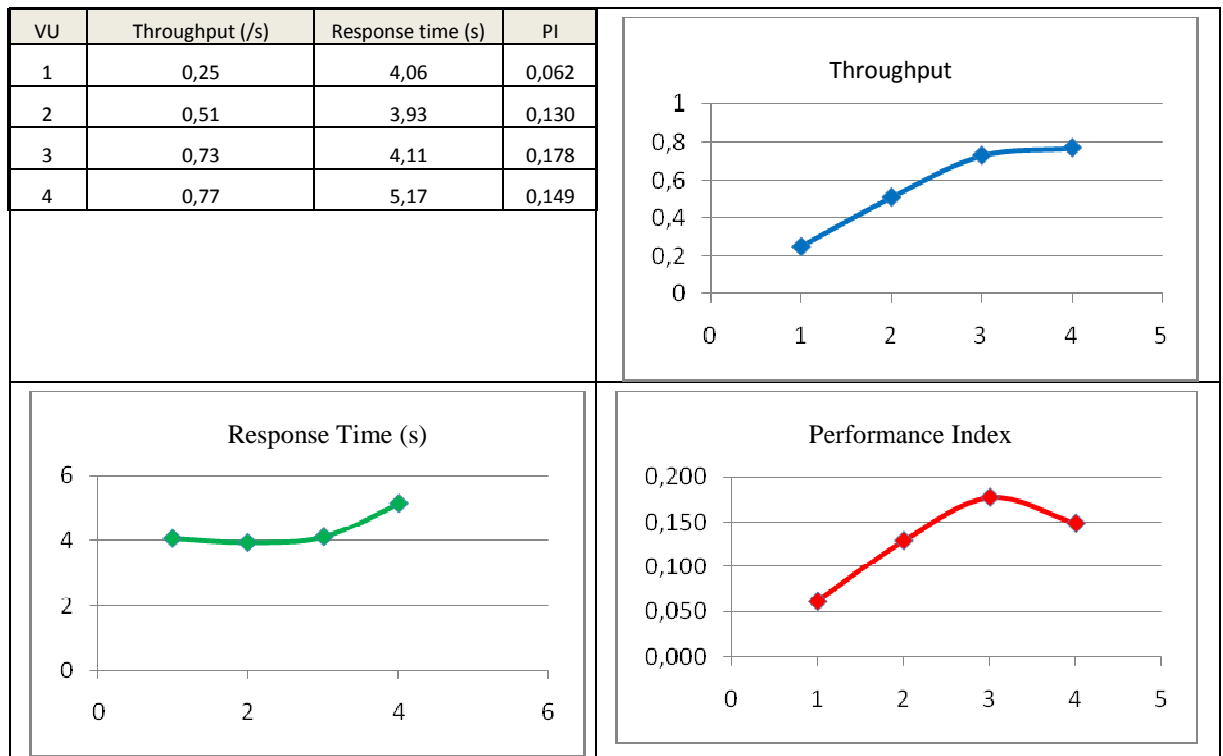 VU Throughput (/s) Response time (s) PI
1 0,25 4,06 0,062
2 0,51 3,93 0,130
3 0,73 4,11 0,178
4 0,77 5,17 0,149
Throughput
1
0,8
0,6
0,4
0,2
0
0 1 2 3 4 5
Response Time (s)
6
4
2
0
0 2 4 6
Performance Index
0,200
0,150
0,100
0,050
0,000
0 1 2 3 4 5